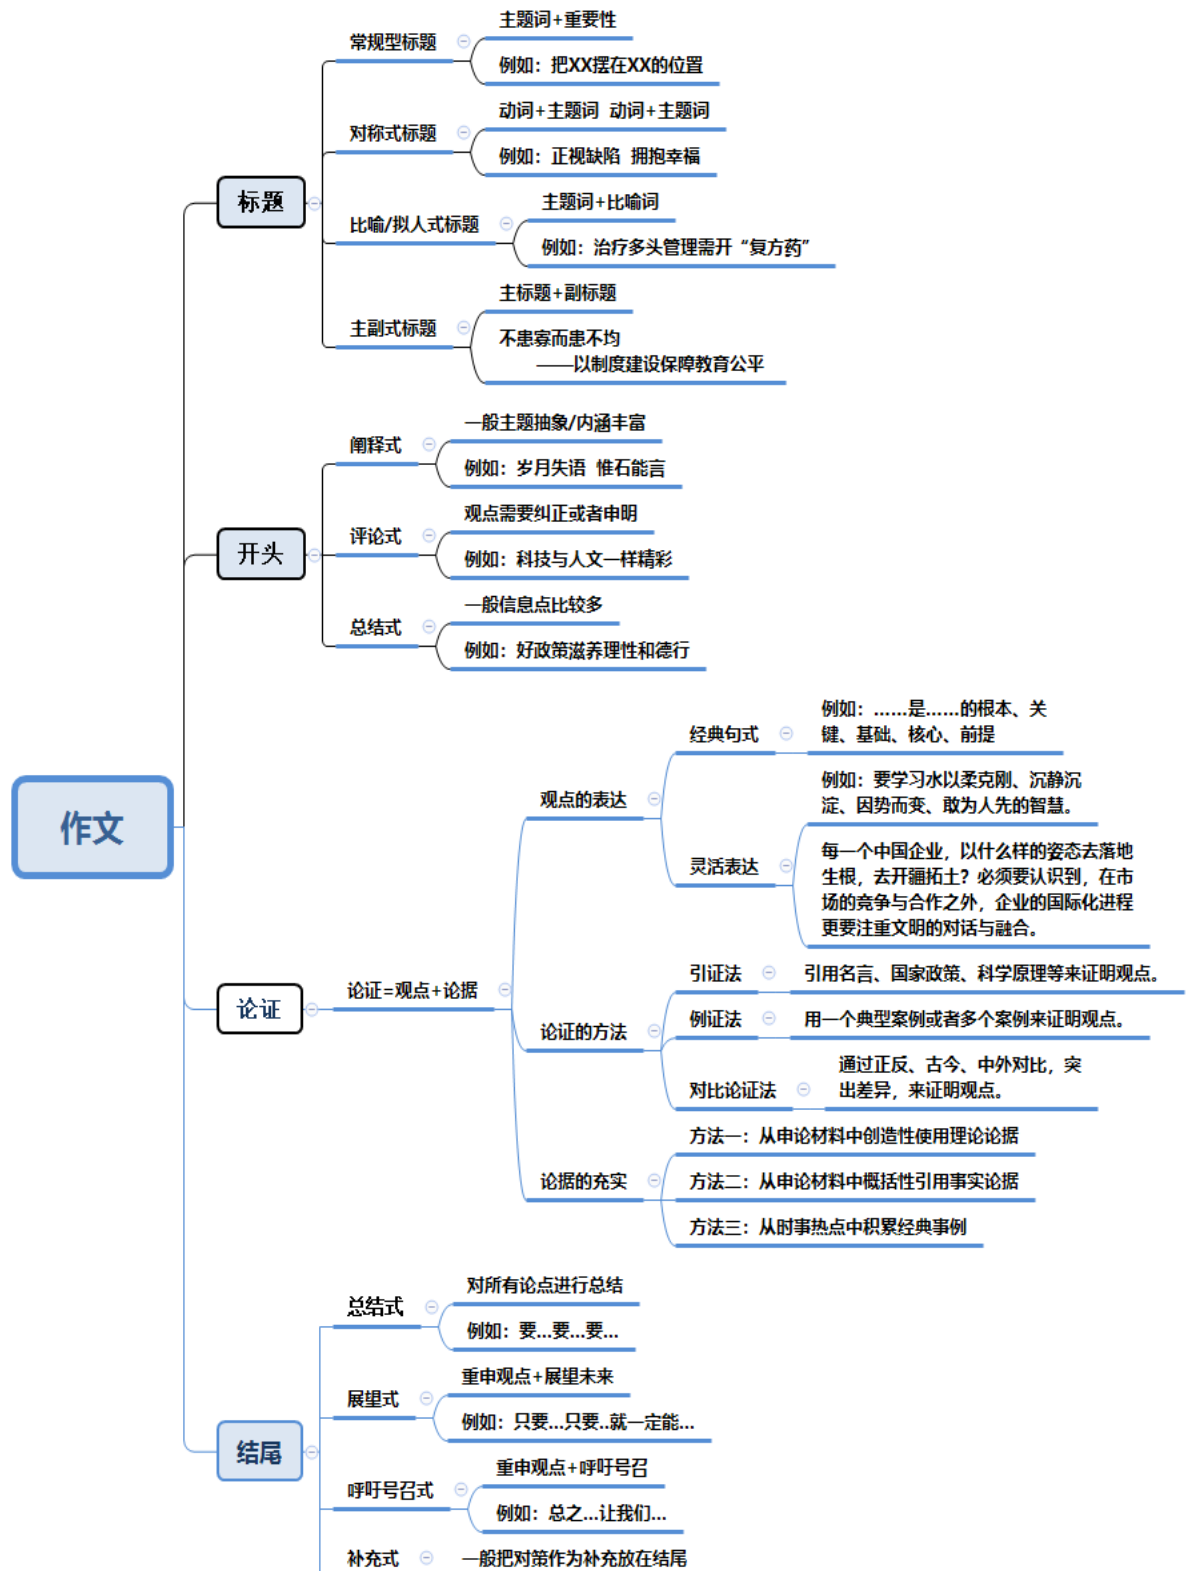 作文
标题
常规型标题
主题词+重要性
例如：把XX摆在XX的位置
对称式标题
动词+主题词 动词+主题词
例如：正视缺陷 拥抱幸福
比喻/拟人式标题
主题词+比喻词
例如：治疗多头管理需开“复方药”
主副式标题
主标题+副标题
不患寡而患不均
——以制度建设保障教育公平
开头
阐释式
一般主题抽象/内涵丰富
例如：岁月失语 惟石能言
评论式
观点需要纠正或者申明
例如：科技与人文一样精彩
总结式
一般信息点比较多
例如：好政策滋养理性和德行
论证
论证=观点+论据
观点的表达
经典句式
例如：……是……的根本、关
键、基础、核心、前提
灵活表达
例如：要学习水以柔克刚、沉静沉
淀、因势而变、敢为人先的智慧。
每一个中国企业，以什么样的姿态去落地
生根，去开疆拓土？必须要认识到，在市
场的竞争与合作之外，企业的国际化进程
更要注重文明的对话与融合。
论证的方法
引证法
引用名言、国家政策、科学原理等来证明观点。
例证法
用一个典型案例或者多个案例来证明观点。
对比论证法
通过正反、古今、中外对比，突
出差异，来证明观点。
论据的充实
方法一：从申论材料中创造性使用理论论据
方法二：从申论材料中概括性引用事实论据
方法三：从时事热点中积累经典事例
结尾
总结式
对所有论点进行总结
例如：要...要...要...
展望式
重申观点+展望未来
例如：只要...只要..就一定能...
呼吁号召式
重申观点+呼吁号召
例如：总之...让我们...
补充式
一般把对策作为补充放在结尾